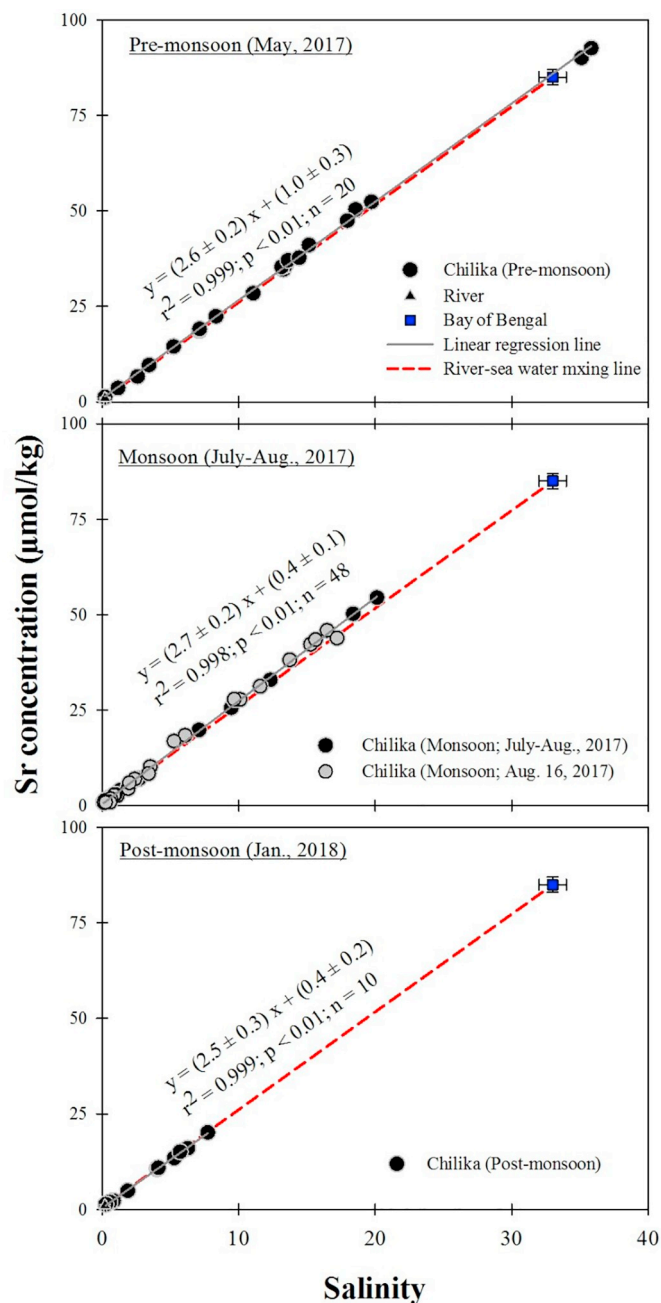 100
Pre-monsoon (May, 2017)
75
y = (2.6 ± 0.2) x + (1.0 ± 0.3)
r2 = 0.999; p < 0.01; n = 20
50
Chilika (Pre-monsoon)
River
25
Bay of Bengal
Linear regression line
River-sea water mxing line
0
100
Monsoon (July-Aug., 2017)
75
y = (2.7 ± 0.2) x + (0.4 ± 0.1)
r2 = 0.998; p < 0.01; n = 48
50
25
Chilika (Monsoon; July-Aug., 2017)
Chilika (Monsoon; Aug. 16, 2017)
0
Sr concentration (µmol/kg)
100
Post-monsoon (Jan., 2018)
75
y = (2.5 ± 0.3) x + (0.4 ± 0.2)
r2 = 0.999; p < 0.01; n = 10
50
25
Chilika (Post-monsoon)
0
0 10 20 30 40
Salinity